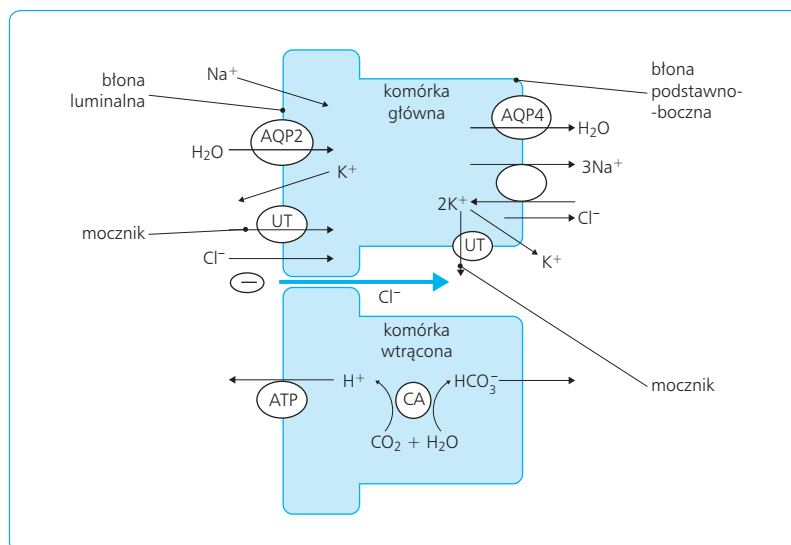 błona
luminalna
Na⁺
komórka
główna
błona
podstawno-
-boczna
AQP2
AQP4
H₂O
H₂O
K⁺
3Na⁺
2K⁺
Cl⁻
mocznik
UT
UT
Cl⁻
K⁺
−
Cl⁻
komórka
wtrącona
mocznik
H⁺
HCO₃⁻
ATP
CA
CO₂ + H₂O